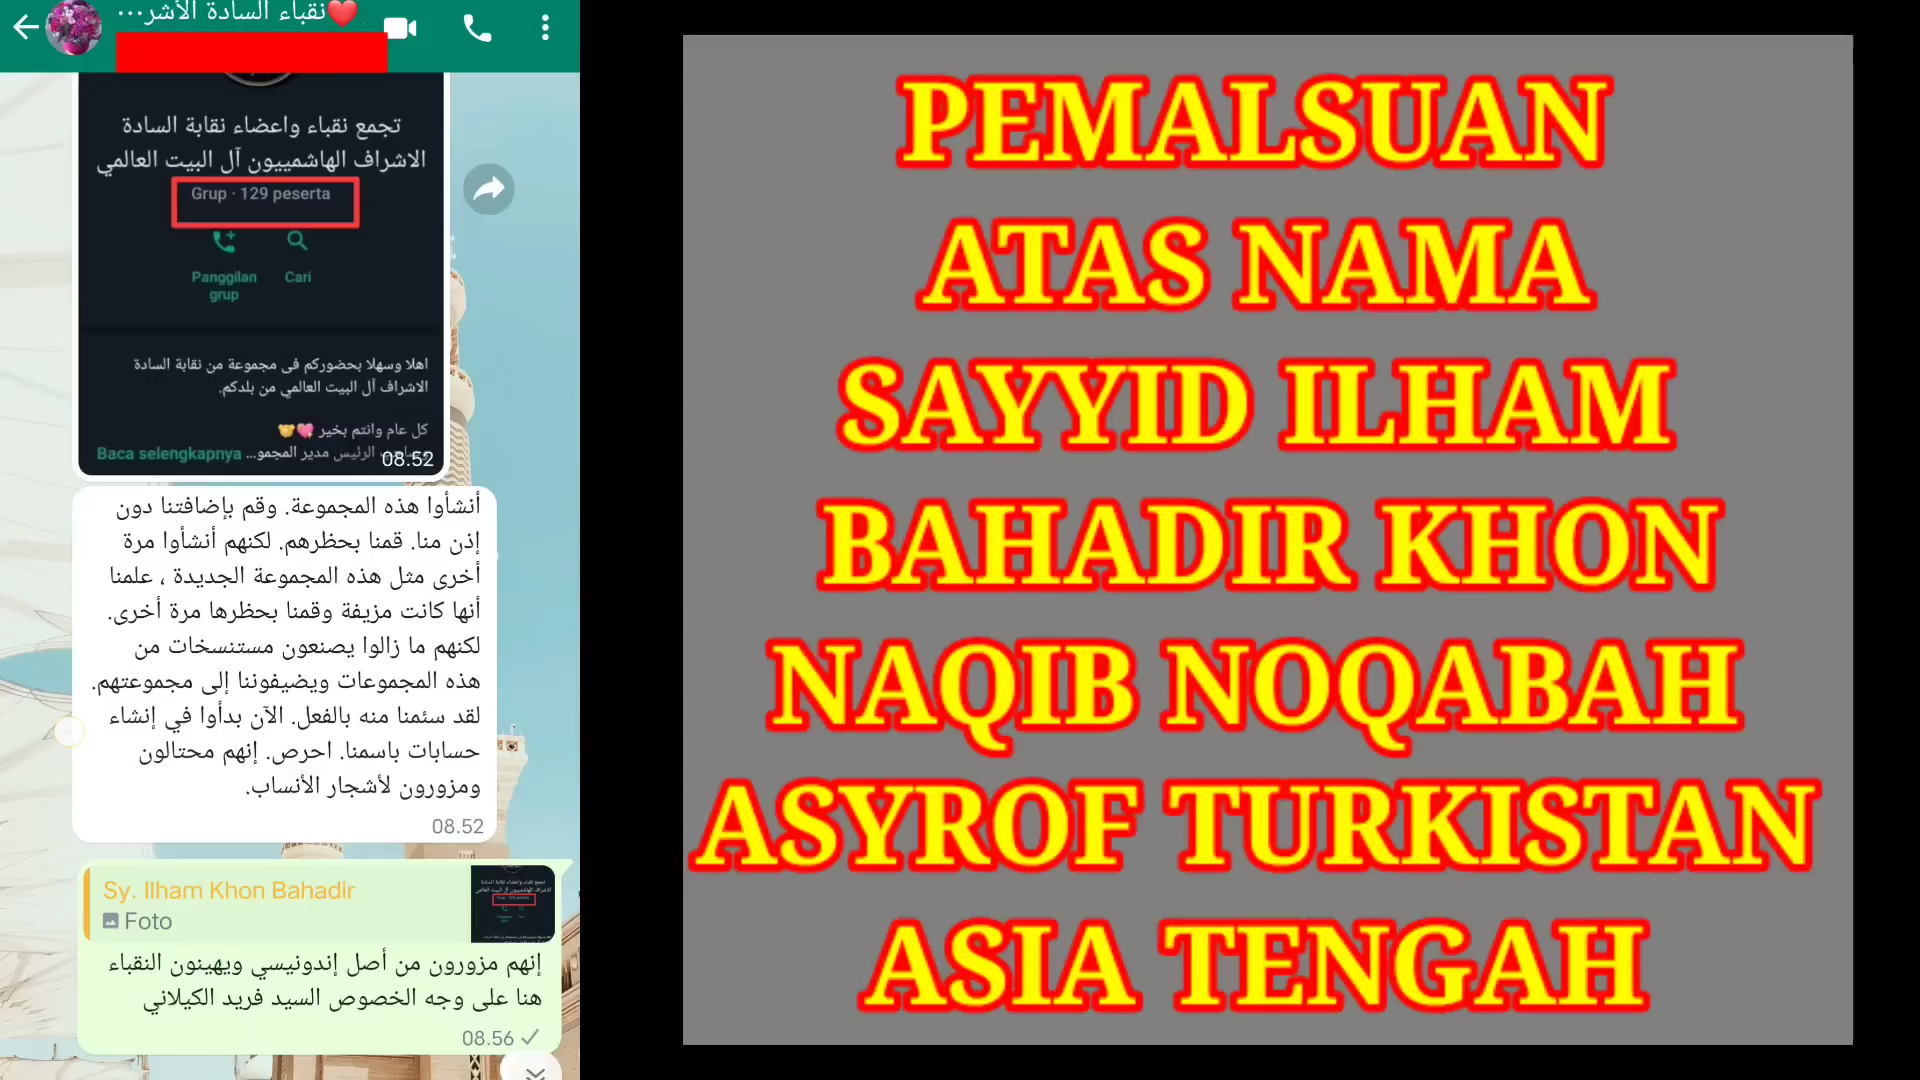 نقباء السادة الأشر...
تجمع نقباء واعضاء نقابة السادة
الاشراف الهاشمييون آل البيت العالمي
Grup · 129 peserta
Panggilan
grup
Cari
اهلا وسهلا بحضوركم فى مجموعة من نقابة السادة
الاشراف آل البيت العالمي من بلدكم.
كل عام وانتم بخير 💖🤝
الرئيس مدير المجمو... Baca selengkapnya
08.52
أنشأوا هذه المجموعة. وقم بإضافتنا دون
إذن منا. قمنا بحظرهم. لكنهم أنشأوا مرة
أخرى مثل هذه المجموعة الجديدة ، علمنا
أنها كانت مزيفة وقمنا بحظرها مرة أخرى.
لكنهم ما زالوا يصنعون مستنسخات من
هذه المجموعات ويضيفوننا إلى مجموعتهم.
لقد سئمنا منه بالفعل. الآن بدأوا في إنشاء
حسابات باسمنا. احرص. إنهم محتالون
ومزورون لأشجار الأنساب.
08.52
Sy. Ilham Khon Bahadir
Foto
إنهم مزورون من أصل إندونيسي ويهينون النقباء
هنا على وجه الخصوص السيد فريد الكيلاني
08.56
PEMALSUAN
ATAS NAMA
SAYYID ILHAM
BAHADIR KHON
NAQIB NOQABAH
ASYROF TURKISTAN
ASIA TENGAH